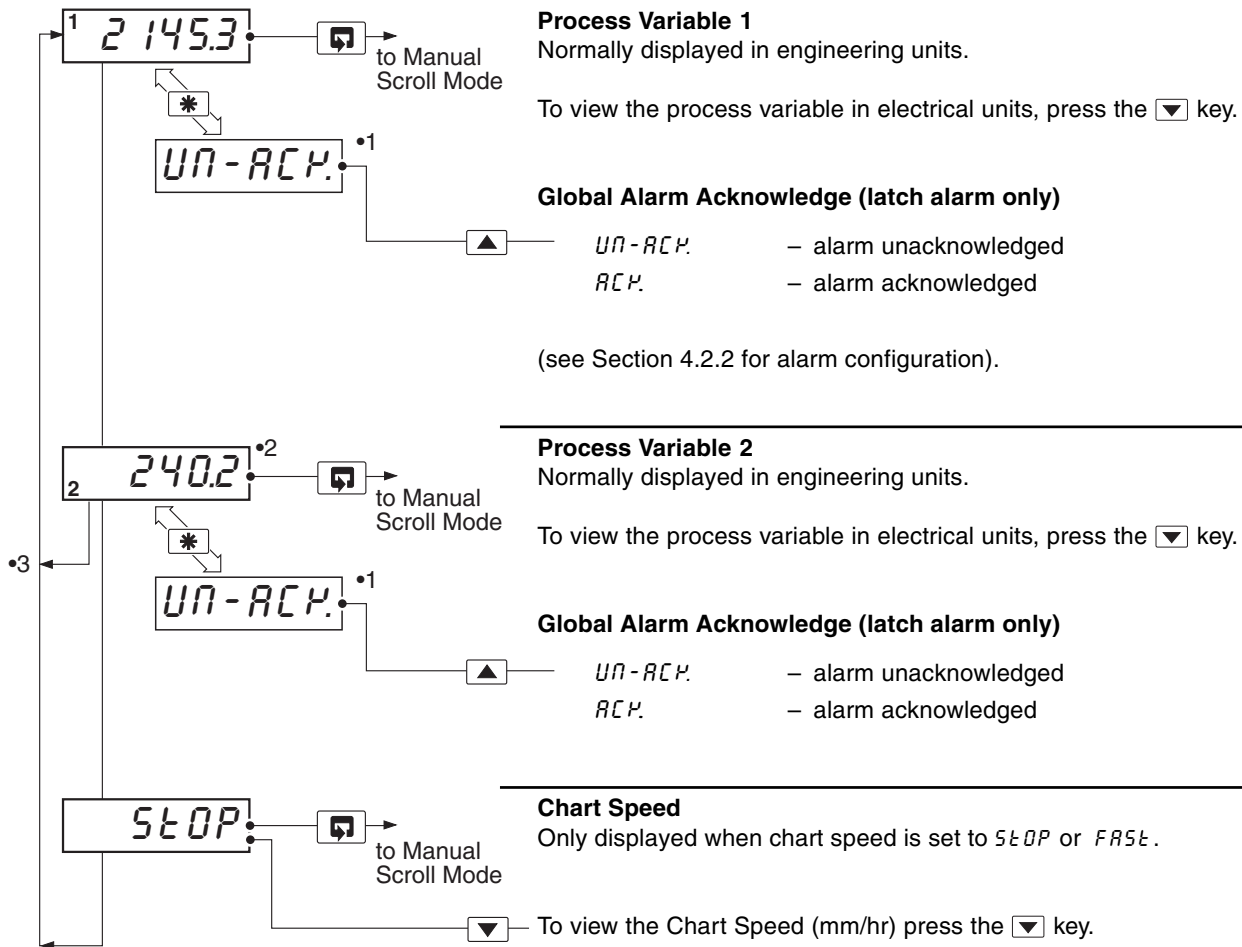 1 2145.3
to Manual
Scroll Mode
Process Variable 1
Normally displayed in engineering units.
To view the process variable in electrical units, press the ▼ key.
UN-ACK. •1
Global Alarm Acknowledge (latch alarm only)
▲
UN-ACK. – alarm unacknowledged
ACK. – alarm acknowledged
(see Section 4.2.2 for alarm configuration).
2 240.2 •2
to Manual
Scroll Mode
Process Variable 2
Normally displayed in engineering units.
To view the process variable in electrical units, press the ▼ key.
•3
UN-ACK. •1
Global Alarm Acknowledge (latch alarm only)
▲
UN-ACK. – alarm unacknowledged
ACK. – alarm acknowledged
StOP
to Manual
Scroll Mode
Chart Speed
Only displayed when chart speed is set to StOP or FASt.
▼ To view the Chart Speed (mm/hr) press the ▼ key.